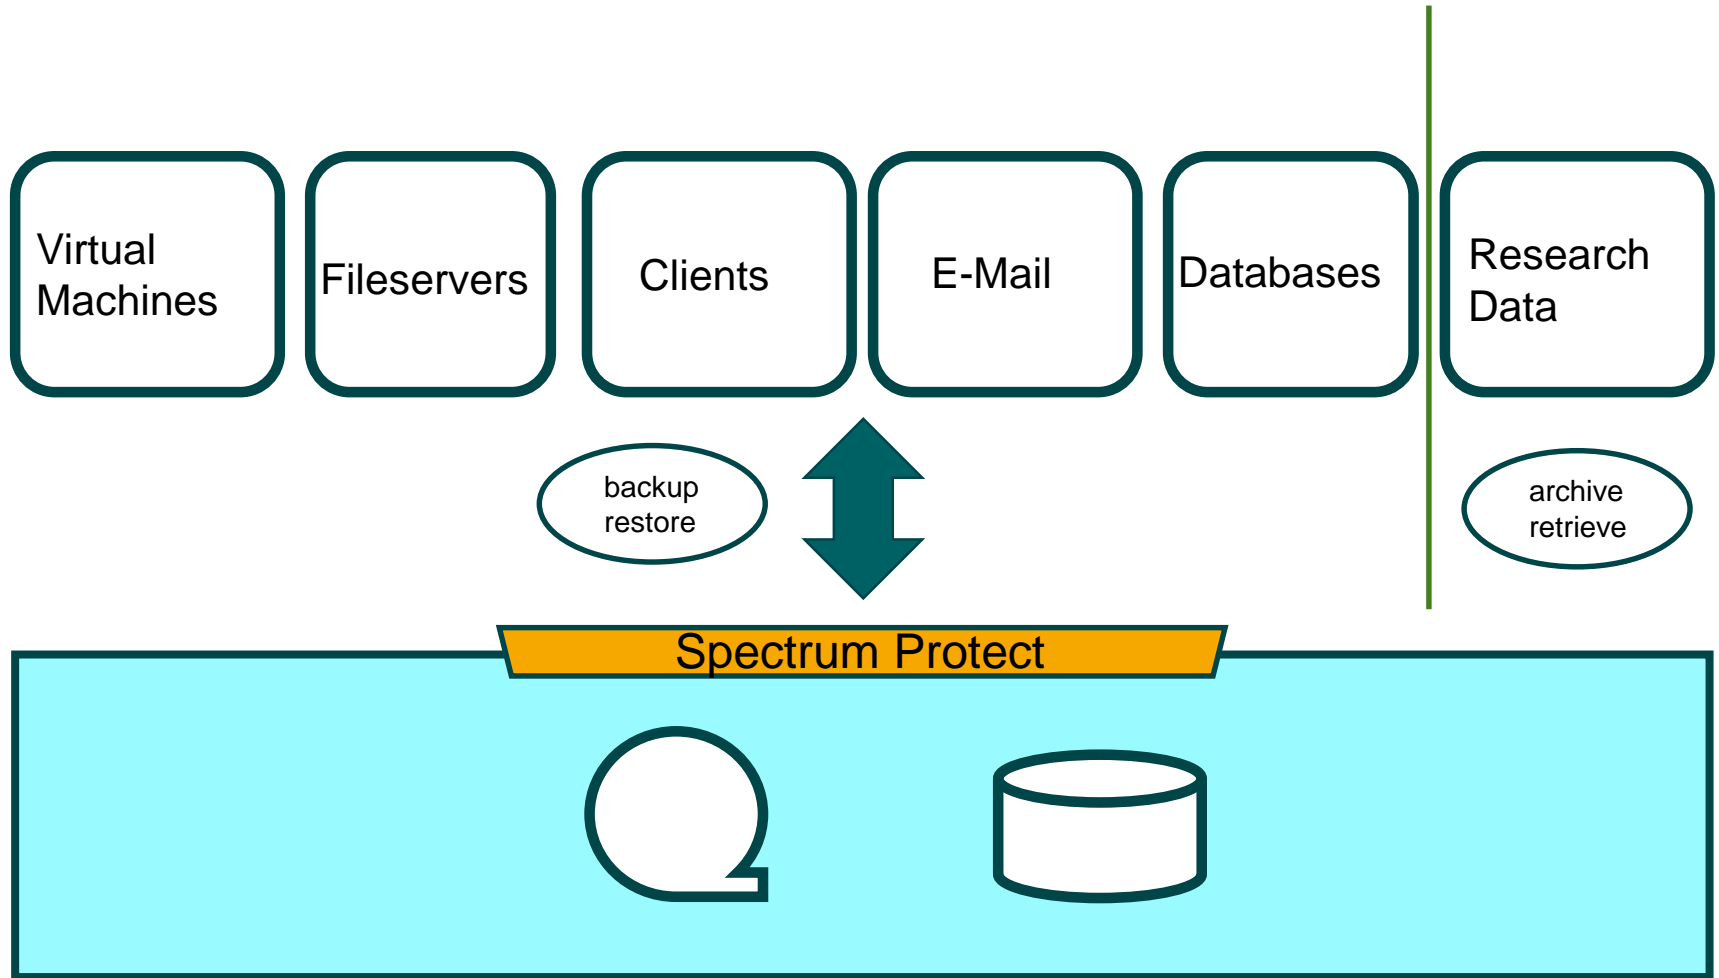 Virtual
Machines
Fileservers
Clients
E-Mail
Databases
Research
Data
backup
restore
archive
retrieve
Spectrum Protect